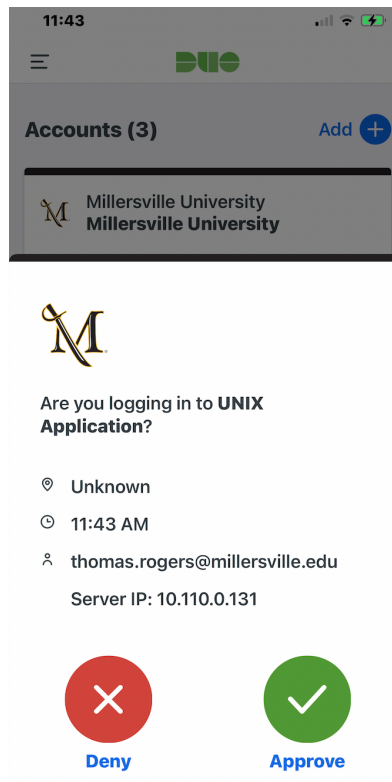 11:43
DUO
Accounts (3)
Add
Millersville University
Millersville University
M
Are you logging in to UNIX
Application?
Unknown
11:43 AM
thomas.rogers@millersville.edu
Server IP: 10.110.0.131
Deny
Approve